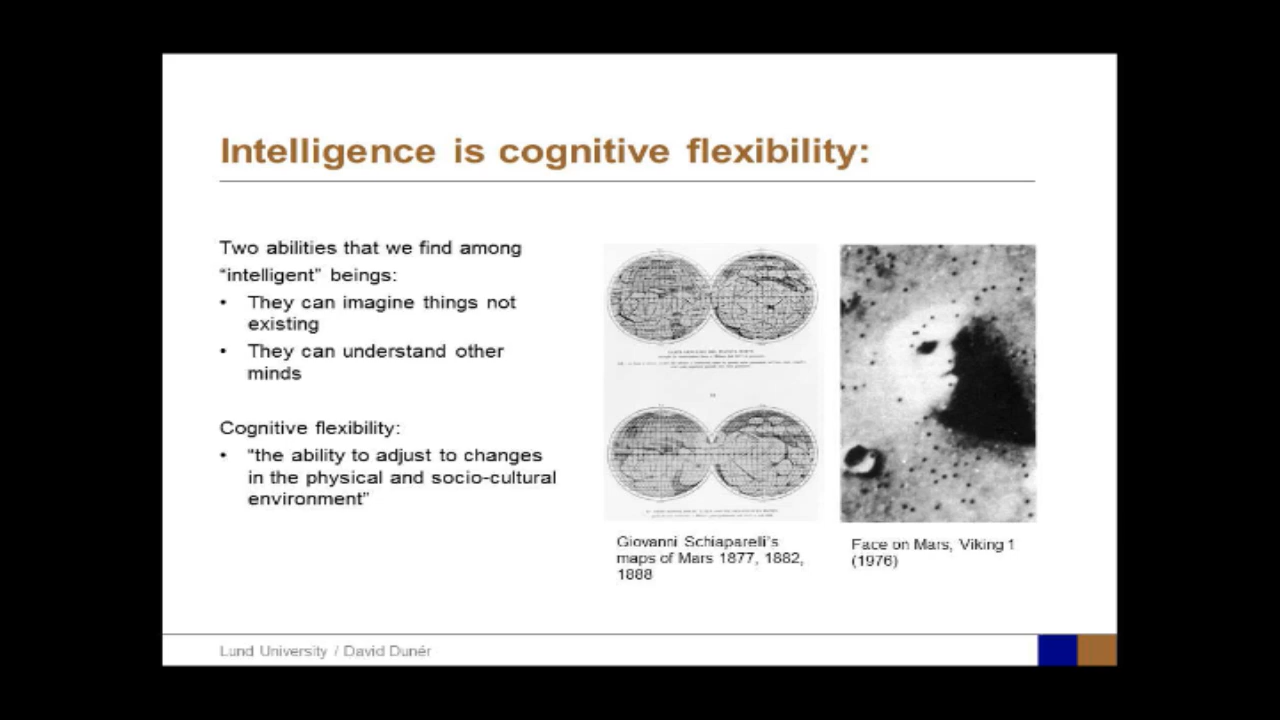 Intelligence is cognitive flexibility:
Two abilities that we find among
“intelligent” beings:
• They can imagine things not
existing
• They can understand other
minds
Cognitive flexibility:
• “the ability to adjust to changes
in the physical and socio-cultural
environment”
Giovanni Schiaparelli’s
maps of Mars 1877, 1882,
1888
Face on Mars, Viking 1
(1976)
Lund University / David Dunér